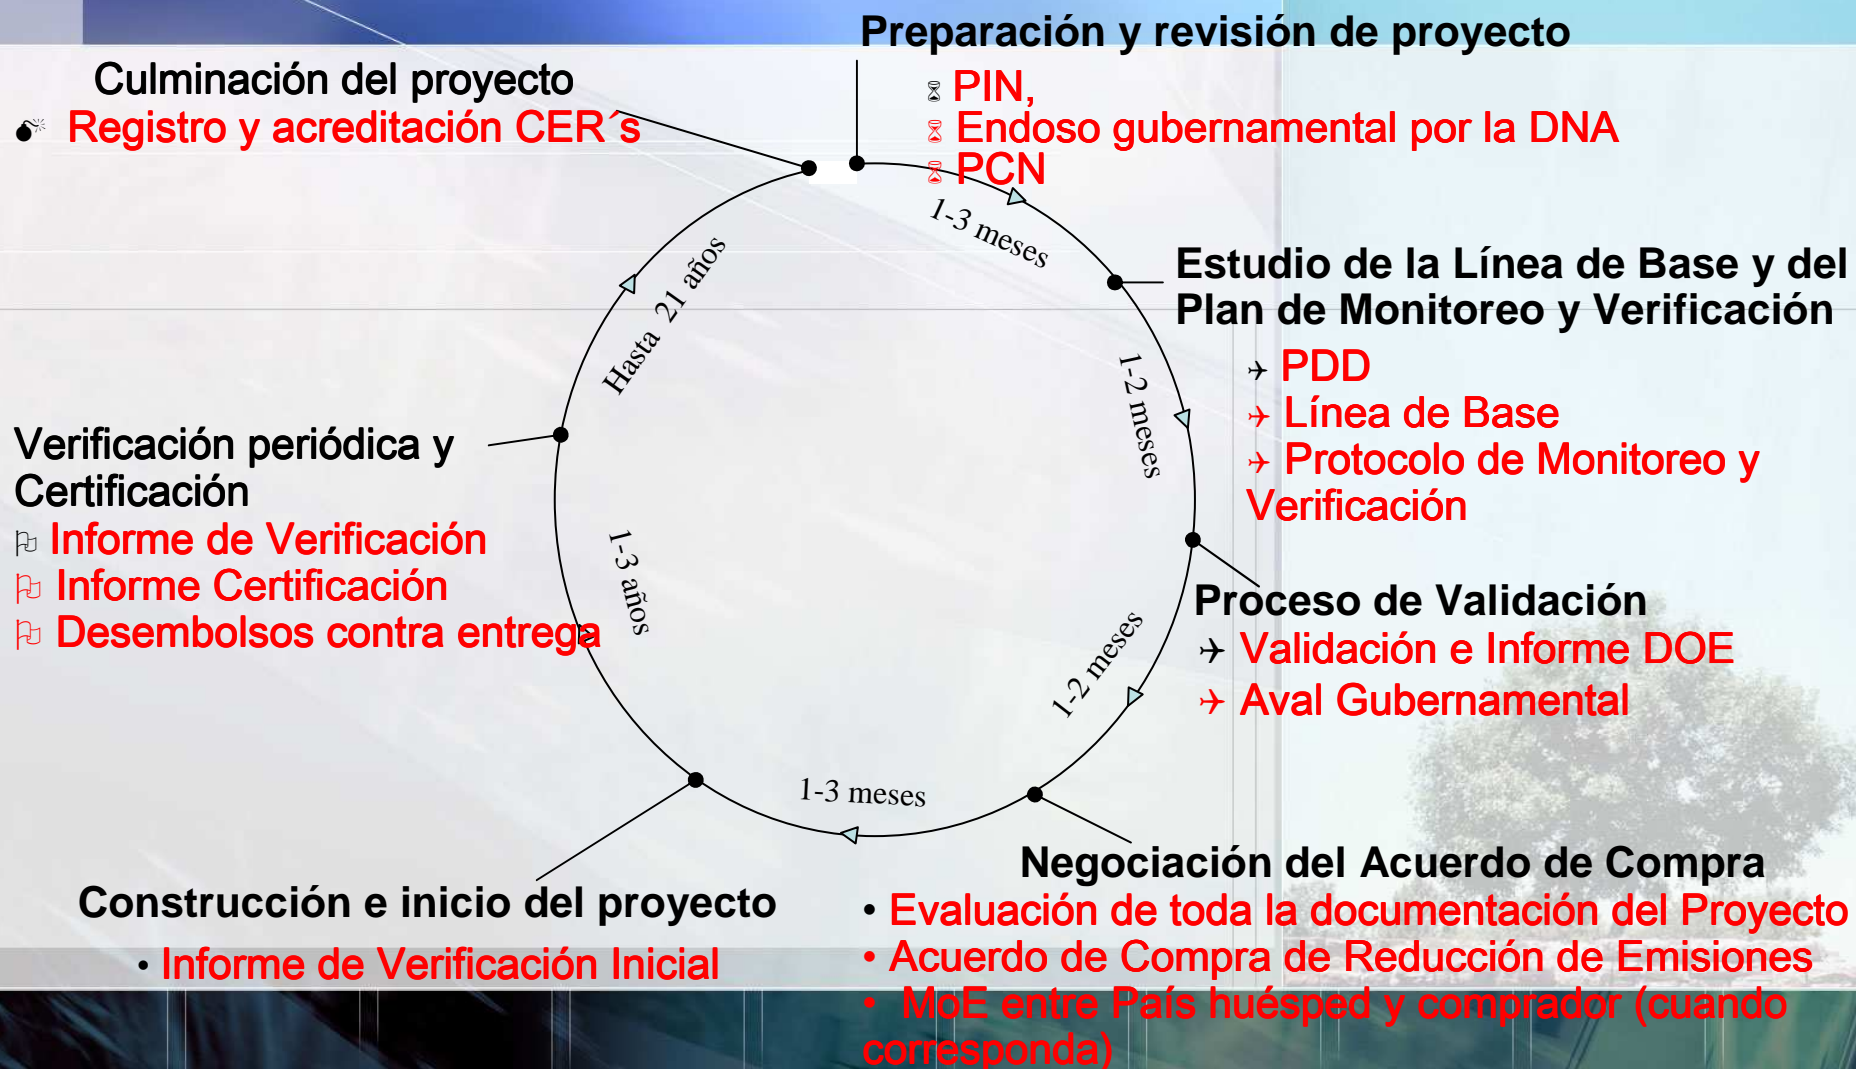 Preparación y revisión de proyecto
PIN,
Endoso gubernamental por la DNA
PCN
1-3 meses
Estudio de la Línea de Base y del
Plan de Monitoreo y Verificación
PDD
Línea de Base
Protocolo de Monitoreo y
Verificación
1-2 meses
Proceso de Validación
Validación e Informe DOE
Aval Gubernamental
1-2 meses
Negociación del Acuerdo de Compra
• Evaluación de toda la documentación del Proyecto
• Acuerdo de Compra de Reducción de Emisiones
• MoE entre País huésped y comprador (cuando
corresponda)
1-3 meses
Construcción e inicio del proyecto
• Informe de Verificación Inicial
1-3 años
Verificación periódica y
Certificación
Informe de Verificación
Informe Certificación
Desembolsos contra entrega
Hasta 21 años
Culminación del proyecto
Registro y acreditación CER´s